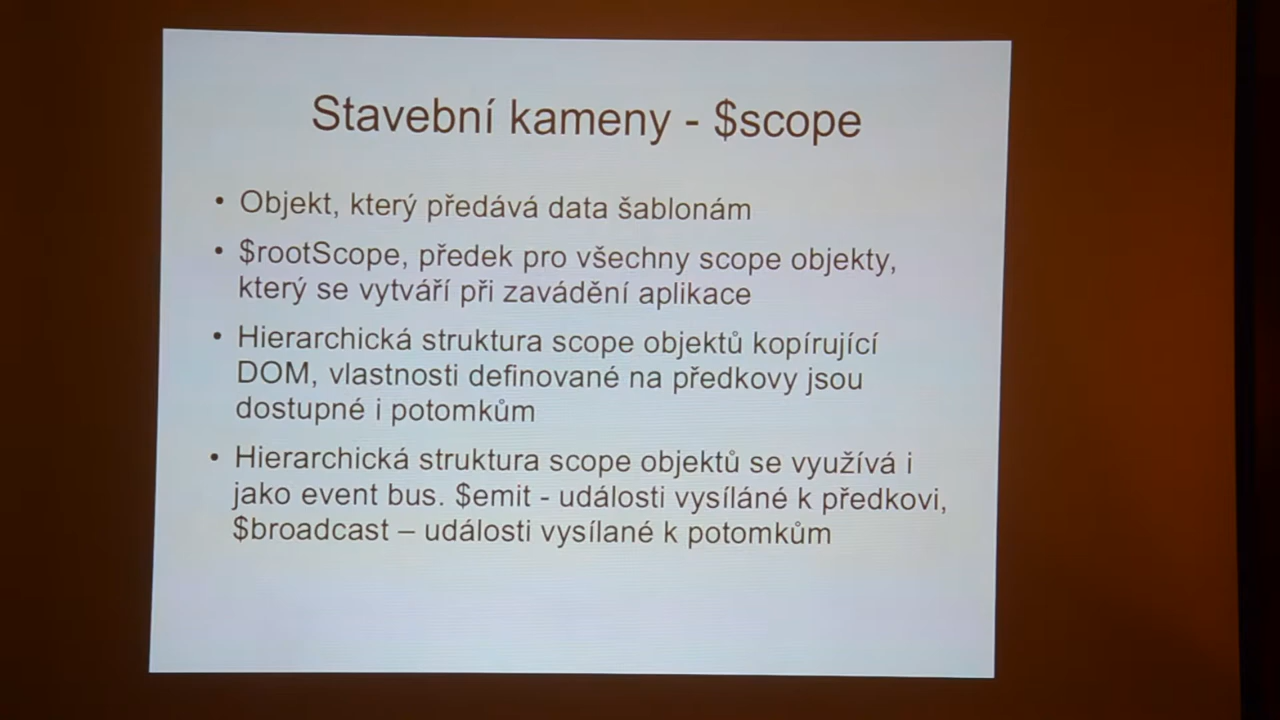 Stavební kameny - $scope
• Objekt, který předává data šablonám
• $rootScope, předek pro všechny scope objekty,
který se vytváří při zavádění aplikace
• Hierarchická struktura scope objektů kopírující
DOM, vlastnosti definované na předkovy jsou
dostupné i potomkům
• Hierarchická struktura scope objektů se využívá i
jako event bus. $emit - události vysíláné k předkovi,
$broadcast – události vysílané k potomkům